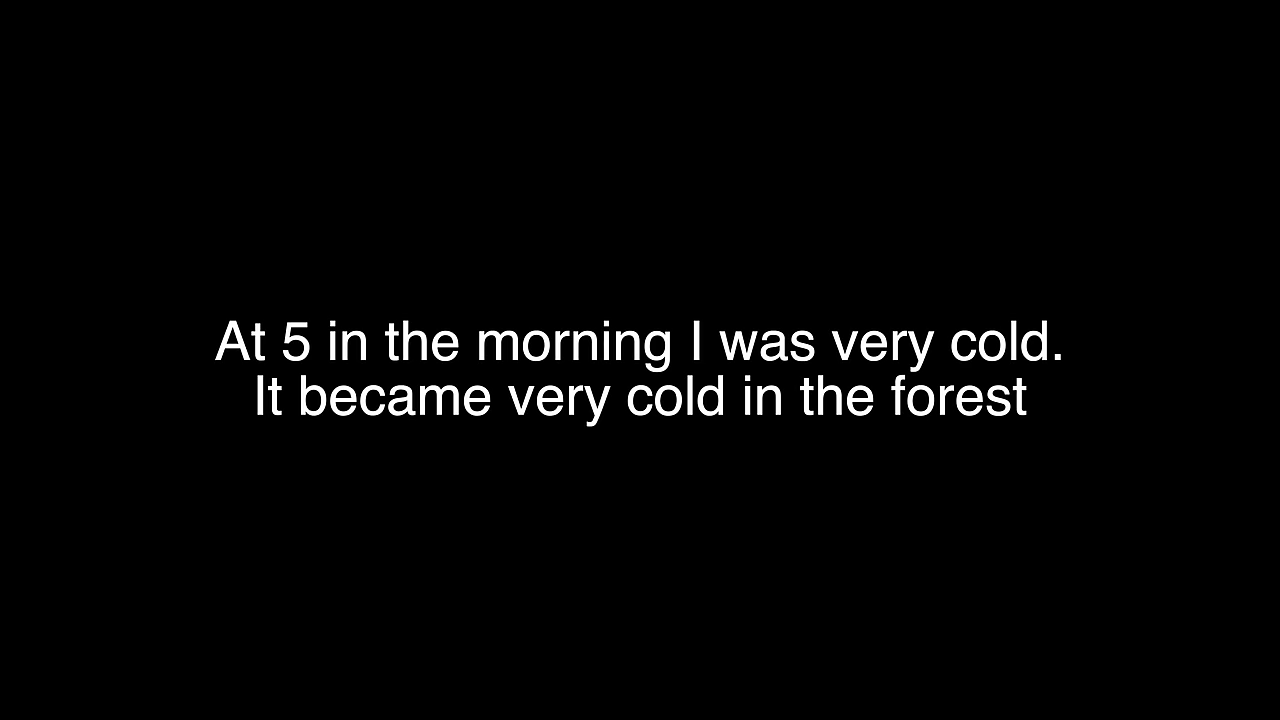 At 5 in the morning I was very cold.
It became very cold in the forest